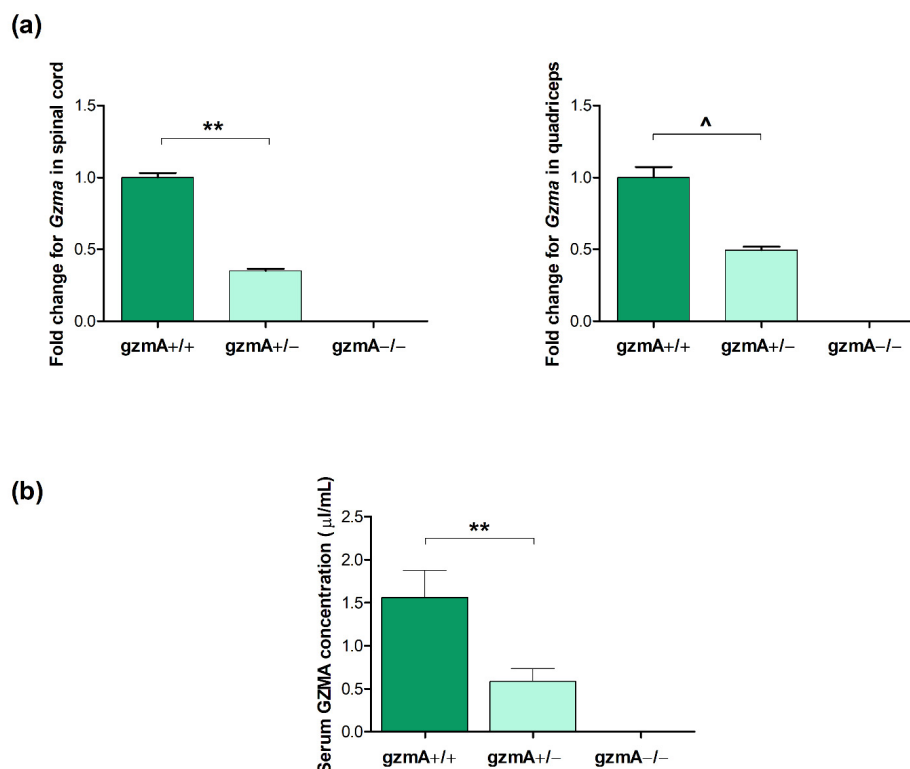 (a)
Fold change for Gzma in spinal cord
1.5
1.0
0.5
0.0
**
gzmA+/+ gzmA+/− gzmA−/−
Fold change for Gzma in quadriceps
1.5
1.0
0.5
0.0
^
gzmA+/+ gzmA+/− gzmA−/−
(b)
Serum GZMA concentration (μl/mL)
2.5
2.0
1.5
1.0
0.5
0.0
**
gzmA+/+ gzmA+/− gzmA−/−